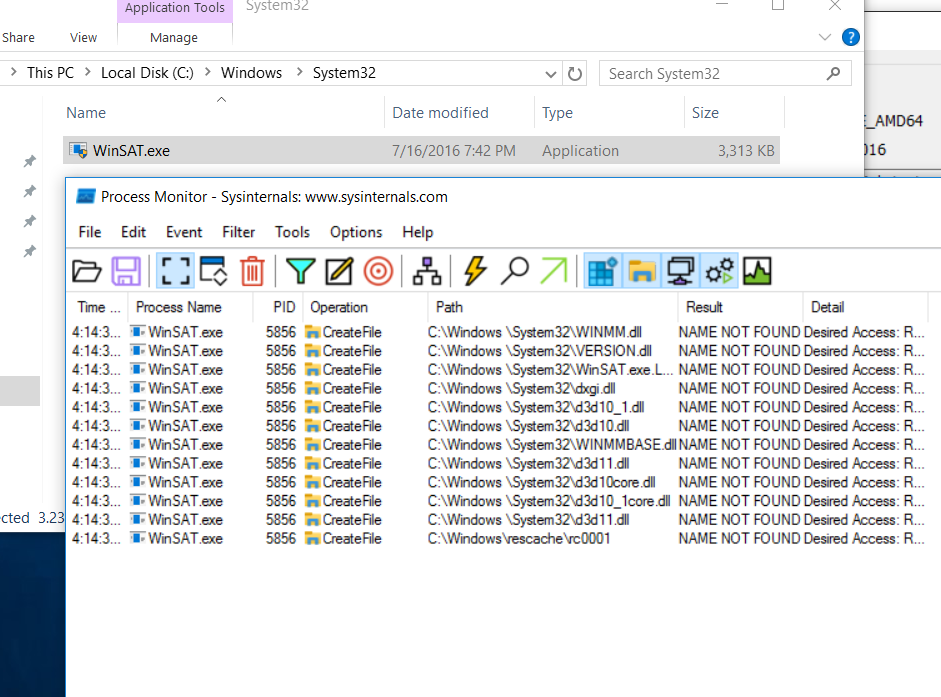 Application Tools System32
Share View Manage
This PC Local Disk (C:) Windows System32 Search System32
Name Date modified Type Size
_AMD64
016
WinSAT.exe 7/16/2016 7:42 PM Application 3,313 KB
Process Monitor - Sysinternals: www.sysinternals.com
File Edit Event Filter Tools Options Help
Time ... Process Name PID Operation Path Result Detail
4:14:3... WinSAT.exe 5856 CreateFile C:\Windows \System32\WINMM.dll NAME NOT FOUND Desired Access: R...
4:14:3... WinSAT.exe 5856 CreateFile C:\Windows \System32\VERSION.dll NAME NOT FOUND Desired Access: R...
4:14:3... WinSAT.exe 5856 CreateFile C:\Windows \System32\WinSAT.exe.L... NAME NOT FOUND Desired Access: R...
4:14:3... WinSAT.exe 5856 CreateFile C:\Windows \System32\dxgi.dll NAME NOT FOUND Desired Access: R...
4:14:3... WinSAT.exe 5856 CreateFile C:\Windows \System32\d3d10_1.dll NAME NOT FOUND Desired Access: R...
4:14:3... WinSAT.exe 5856 CreateFile C:\Windows \System32\d3d10.dll NAME NOT FOUND Desired Access: R...
4:14:3... WinSAT.exe 5856 CreateFile C:\Windows \System32\WINMMBASE.dll NAME NOT FOUND Desired Access: R...
4:14:3... WinSAT.exe 5856 CreateFile C:\Windows \System32\d3d11.dll NAME NOT FOUND Desired Access: R...
4:14:3... WinSAT.exe 5856 CreateFile C:\Windows \System32\d3d10core.dll NAME NOT FOUND Desired Access: R...
4:14:3... WinSAT.exe 5856 CreateFile C:\Windows \System32\d3d10_1core.dll NAME NOT FOUND Desired Access: R...
ected 3.23
4:14:3... WinSAT.exe 5856 CreateFile C:\Windows \System32\d3d11.dll NAME NOT FOUND Desired Access: R...
4:14:3... WinSAT.exe 5856 CreateFile C:\Windows\rescache\rc0001 NAME NOT FOUND Desired Access: R...